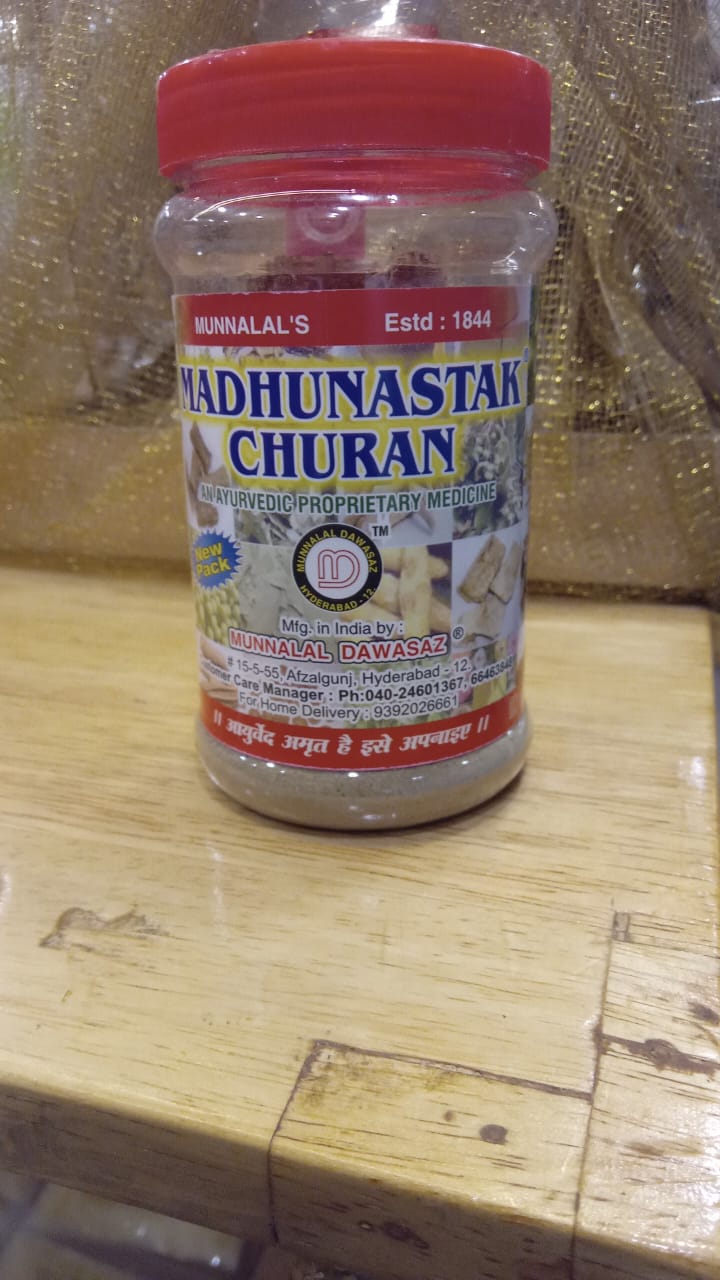 MUNNALAL'S Estd : 1844
MADHUNASTAK®
CHURAN
AN AYURVEDIC PROPRIETARY MEDICINE
New
Pack
MUNNALAL DAWASAZ
HYDERABAD - 12.
TM
Mfg. in India by :
MUNNALAL DAWASAZ ®
# 15-5-55, Afzalgunj, Hyderabad - 12.
Care Manager : Ph:040-24601367,
For Home Delivery : 9392026661
।। आयुर्वेद अमृत है इसे अपनाइए ।।